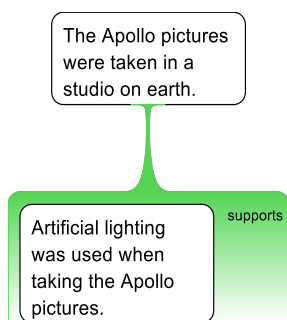 The Apollo pictures
were taken in a
studio on earth.
supports
Artificial lighting
was used when
taking the Apollo
pictures.